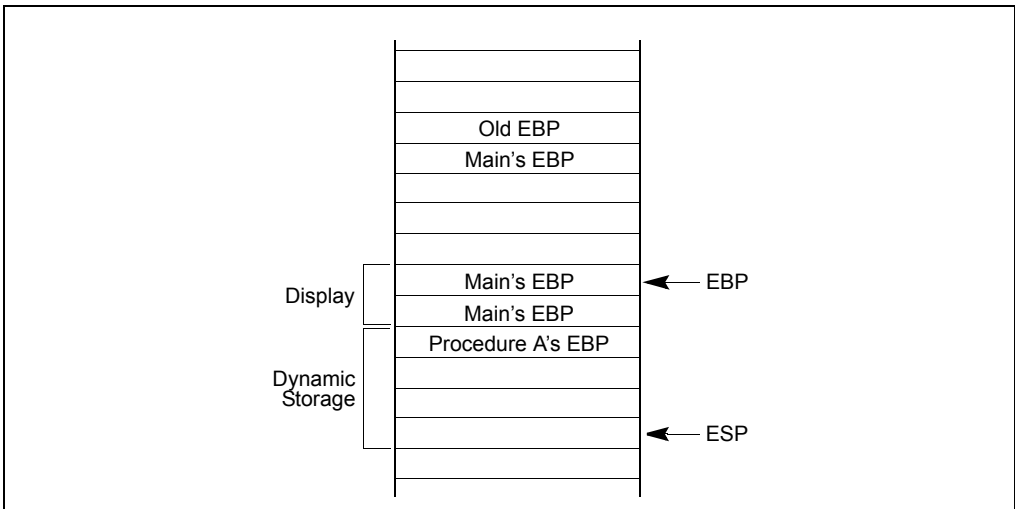 Old EBP
Main's EBP
Display
Main's EBP
EBP
Main's EBP
Procedure A's EBP
Dynamic
Storage
ESP